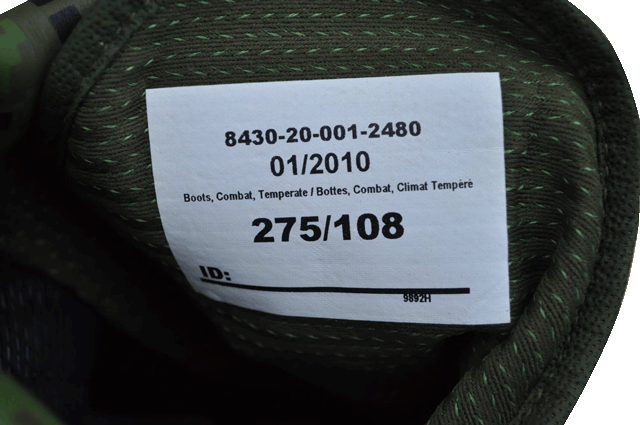 8430-20-001-2480
01/2010
Boots, Combat, Temperate / Bottes, Combat, Climat Tempéré
275/108
ID:
9892H